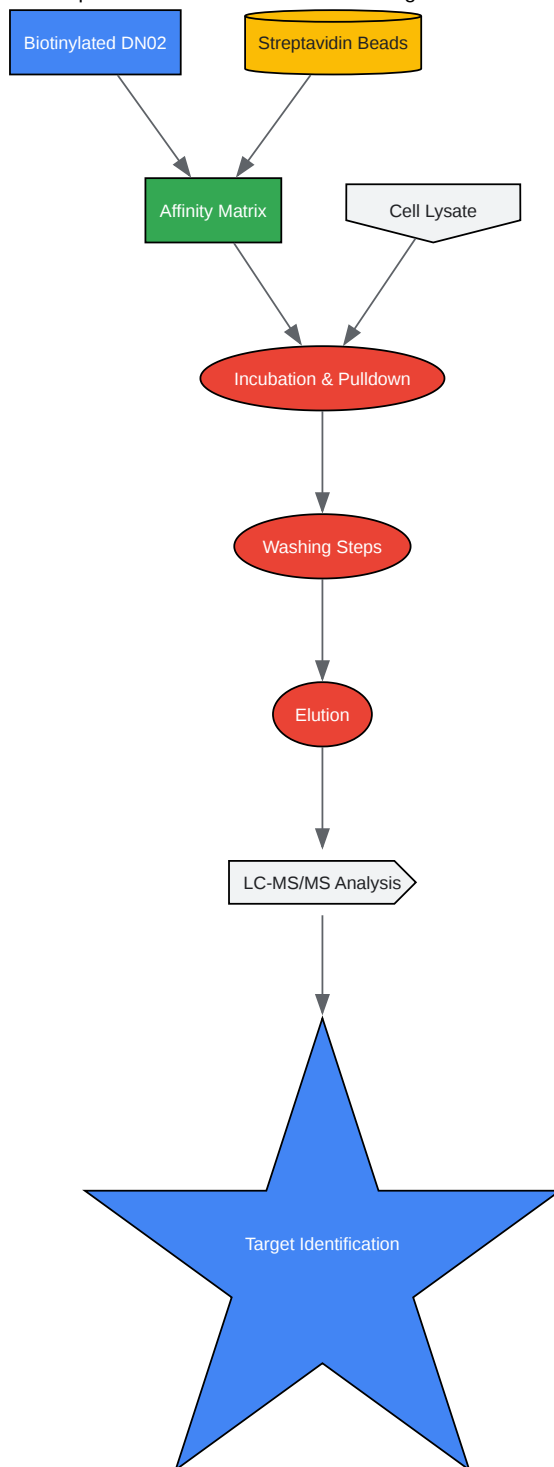 Biotinylated DN02
Streptavidin Beads
Affinity Matrix
Cell Lysate
Incubation & Pulldown
Washing Steps
Elution
LC-MS/MS Analysis
Target Identification